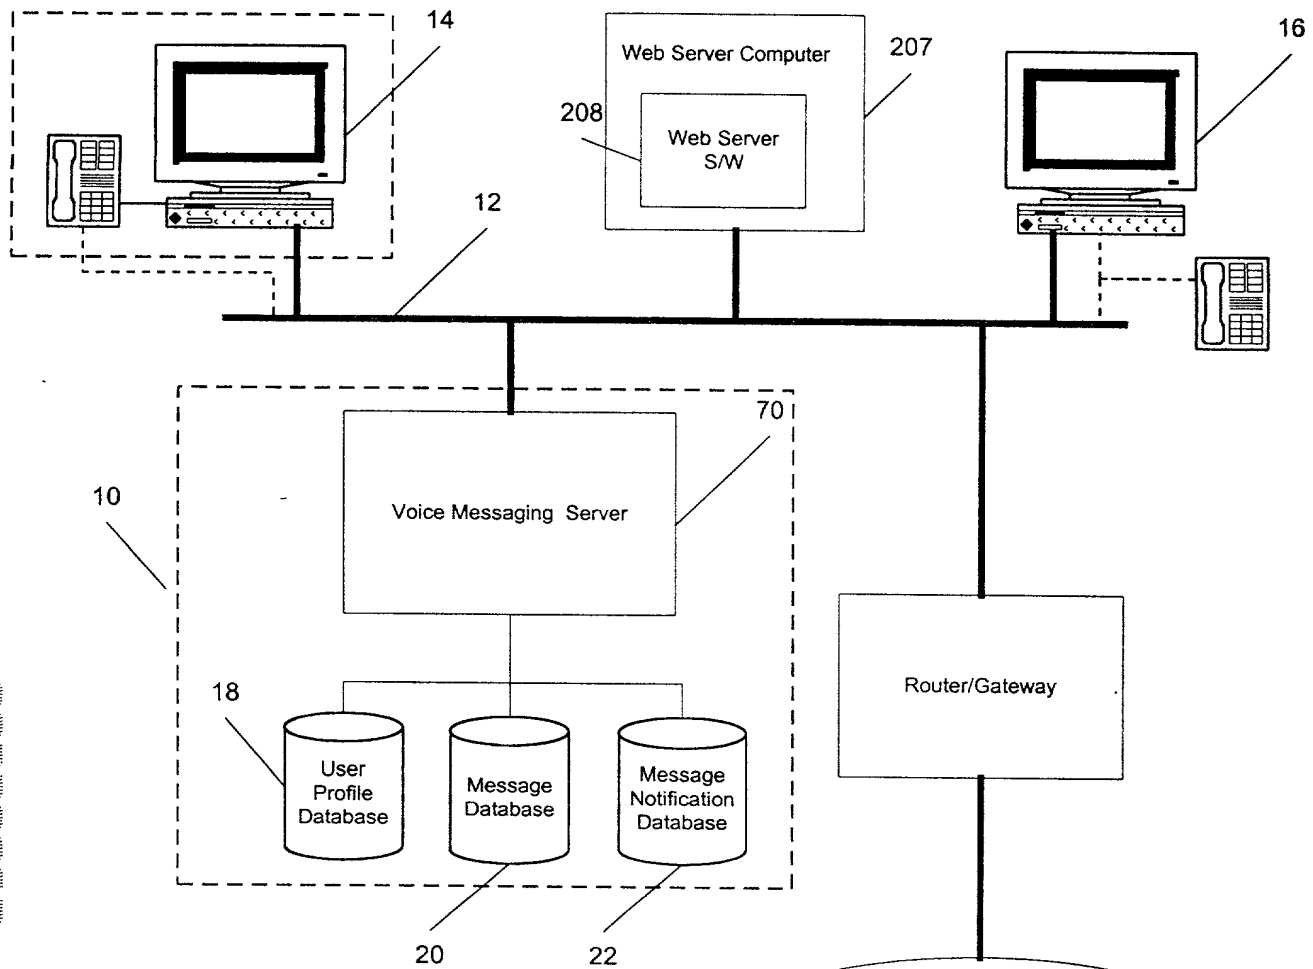 14
Web Server Computer
207
16
208
Web Server
S/W
12
70
10
Voice Messaging Server
18
Router/Gateway
User
Profile
Database
Message
Database
Message
Notification
Database
20
22